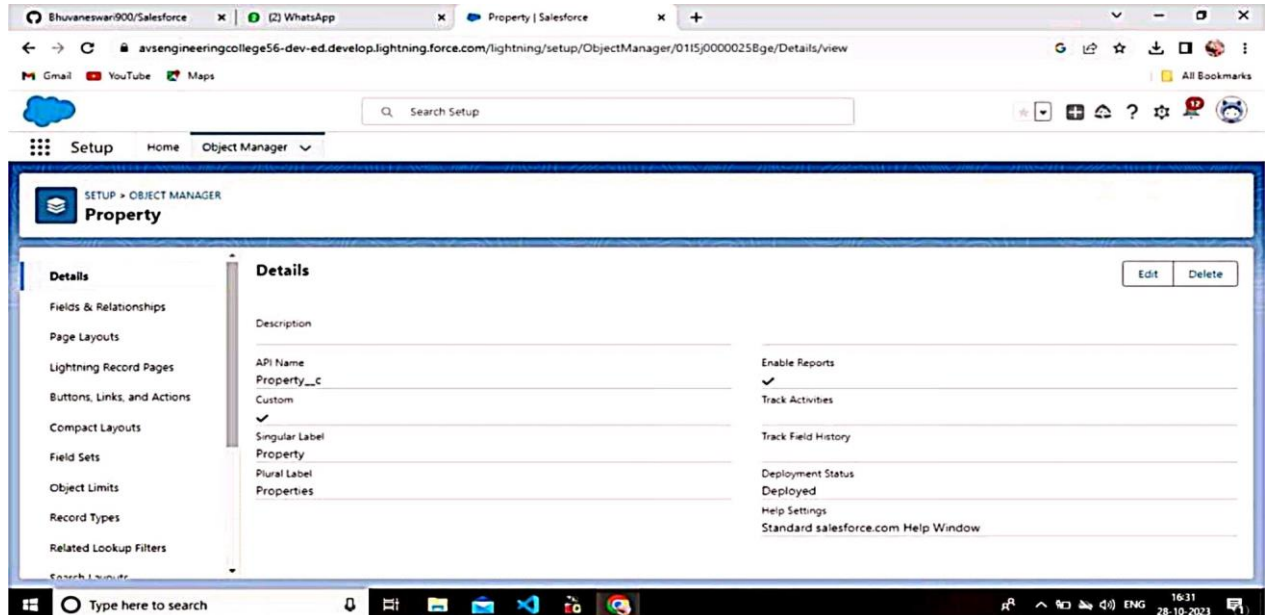 Bhuvaneswari900/Salesforce
(2) WhatsApp
Property | Salesforce
avsengineeringcollege56-dev-ed.develop.lightning.force.com/lightning/setup/ObjectManager/01I5j0000025Bge/Details/view
Gmail YouTube Maps
All Bookmarks
Search Setup
12
Setup Home Object Manager
SETUP > OBJECT MANAGER
Property
Details
Fields & Relationships
Page Layouts
Lightning Record Pages
Buttons, Links, and Actions
Compact Layouts
Field Sets
Object Limits
Record Types
Related Lookup Filters
Search Layouts
Details
Edit Delete
Description
API Name
Property__c
Custom
Singular Label
Property
Plural Label
Properties
Enable Reports
Track Activities
Track Field History
Deployment Status
Deployed
Help Settings
Standard salesforce.com Help Window
Type here to search
ENG
16:31
28-10-2023